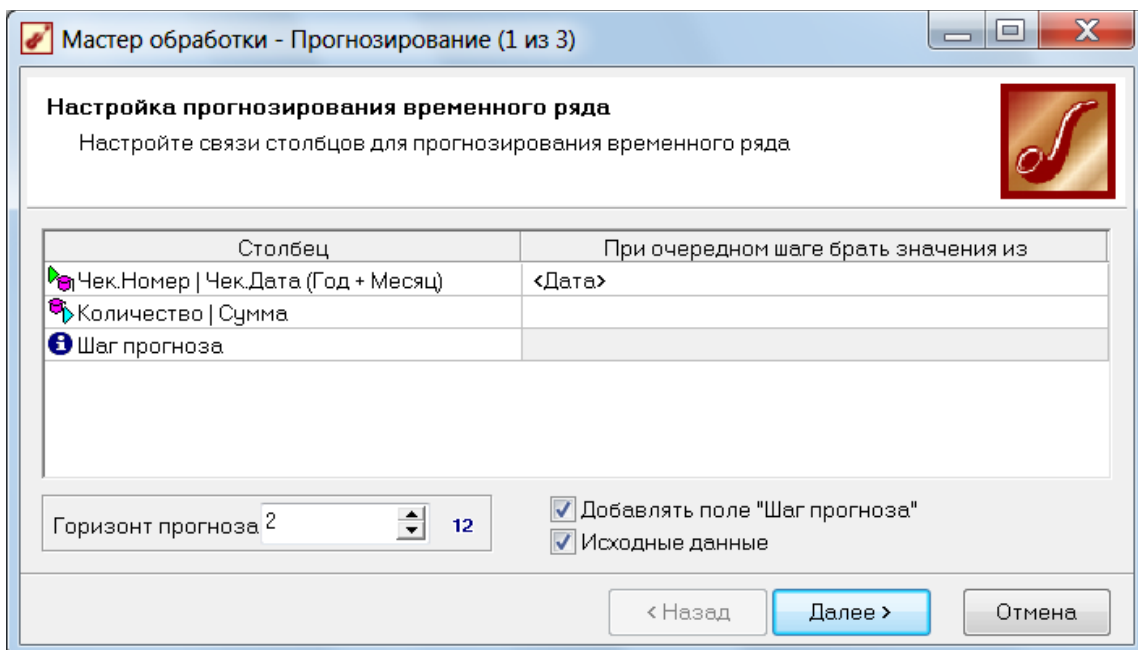 Мастер обработки - Прогнозирование (1 из 3)
Настройка прогнозирования временного ряда
Настройте связи столбцов для прогнозирования временного ряда
Столбец При очередном шаге брать значения из
Чек.Номер | Чек.Дата (Год + Месяц) <Дата>
Количество | Сумма
Шаг прогноза
Горизонт прогноза 2 12
Добавлять поле "Шаг прогноза"
Исходные данные
< Назад Далее > Отмена